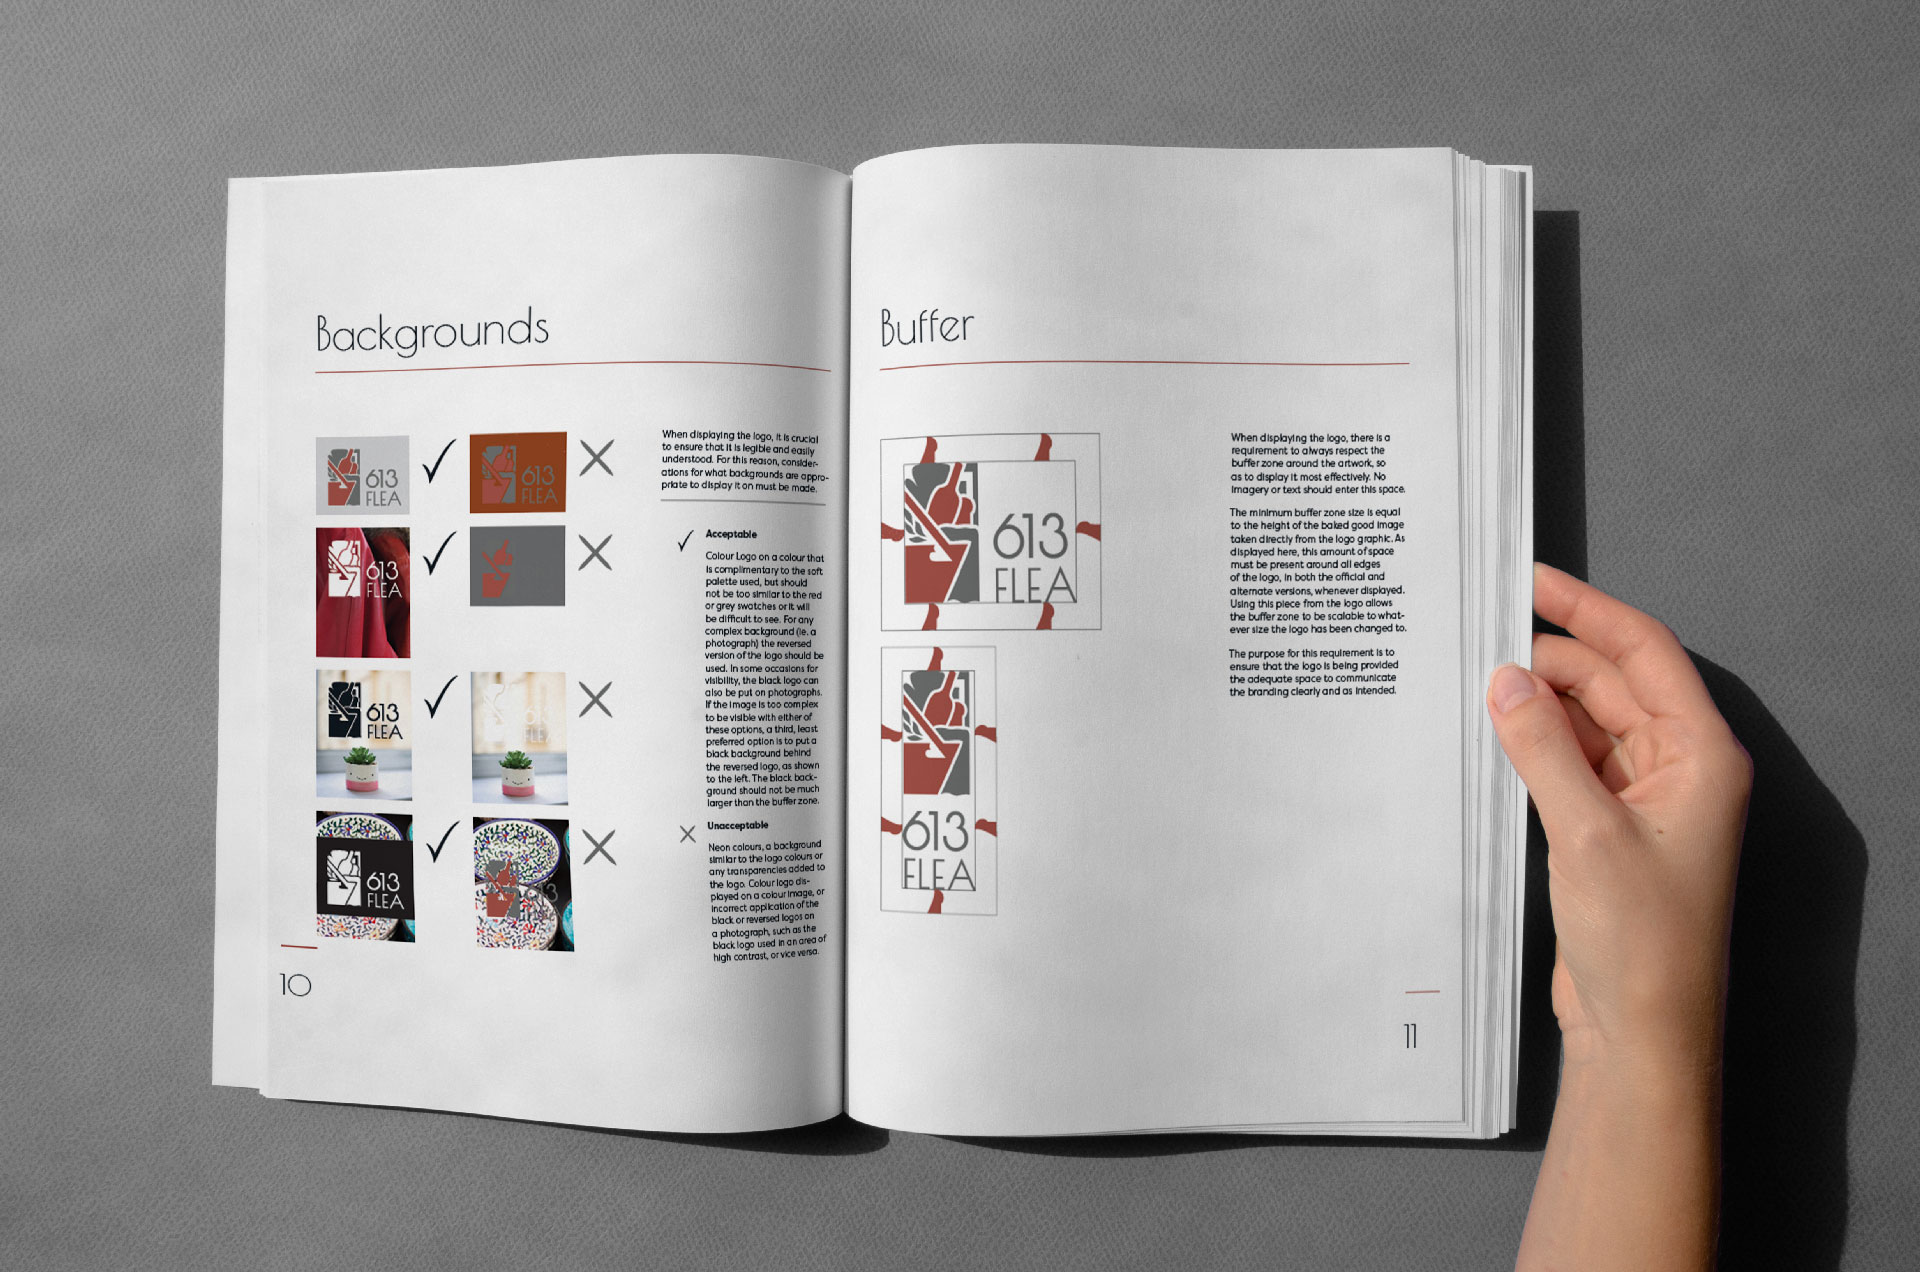 Backgrounds
613
FLEA
613
FLEA
613
FLEA
613
FLEA
613
FLEA
613
When displaying the logo, it is crucial
to ensure that it is legible and easily
understood. For this reason, consider-
ations for what backgrounds are appro-
priate to display it on must be made.
Acceptable
Colour Logo on a colour that
is complimentary to the soft
palette used, but should
not be too similar to the red
or grey swatches or it will
be difficult to see. For any
complex background (ie. a
photograph) the reversed
version of the logo should be
used. In some occasions for
visibility, the black logo can
also be put on photographs.
If the image is too complex
to be visible with either of
these options, a third, least
preferred option is to put a
black background behind
the reversed logo, as shown
to the left. The black back-
ground should not be much
larger than the buffer zone.
Unacceptable
Neon colours, a background
similar to the logo colours or
any transparencies added to
the logo. Colour logo dis-
played on a colour image, or
incorrect application of the
black or reversed logos on
a photograph, such as the
black logo used in an area of
high contrast, or vice versa.
10
Buffer
613
FLEA
613
FLEA
When displaying the logo, there is a
requirement to always respect the
buffer zone around the artwork, so
as to display it most effectively. No
imagery or text should enter this space.
The minimum buffer zone size is equal
to the height of the baked good image
taken directly from the logo graphic. As
displayed here, this amount of space
must be present around all edges
of the logo, in both the official and
alternate versions, whenever displayed.
Using this piece from the logo allows
the buffer zone to be scalable to what-
ever size the logo has been changed to.
The purpose for this requirement is to
ensure that the logo is being provided
the adequate space to communicate
the branding clearly and as intended.
11